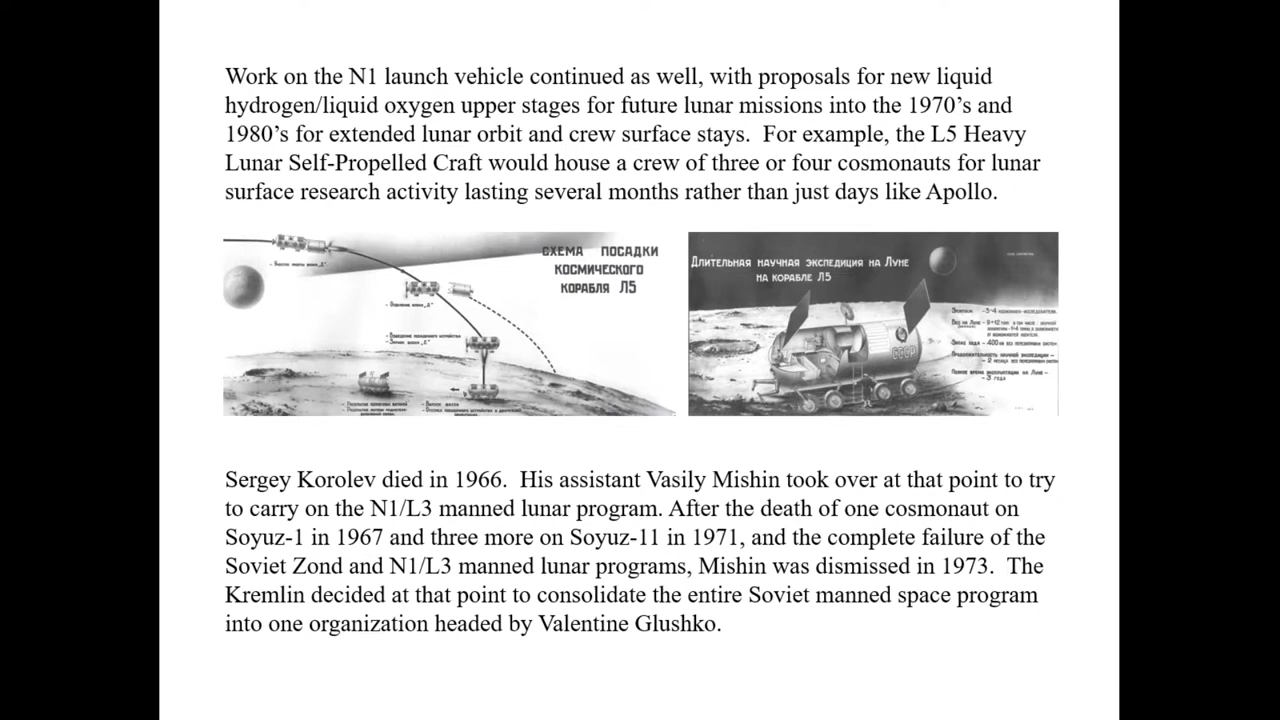 Work on the N1 launch vehicle continued as well, with proposals for new liquid
hydrogen/liquid oxygen upper stages for future lunar missions into the 1970’s and
1980’s for extended lunar orbit and crew surface stays.  For example, the L5 Heavy
Lunar Self-Propelled Craft would house a crew of three or four cosmonauts for lunar
surface research activity lasting several months rather than just days like Apollo.
СХЕМА ПОСАДКИ
КОСМИЧЕСКОГО
КОРАБЛЯ Л5
Длительная научная экспедиция на Луне
на корабле Л5
СССР
Продолжительность научной экспедиции –
– 3 года
Sergey Korolev died in 1966.  His assistant Vasily Mishin took over at that point to try
to carry on the N1/L3 manned lunar program. After the death of one cosmonaut on
Soyuz-1 in 1967 and three more on Soyuz-11 in 1971, and the complete failure of the
Soviet Zond and N1/L3 manned lunar programs, Mishin was dismissed in 1973.  The
Kremlin decided at that point to consolidate the entire Soviet manned space program
into one organization headed by Valentine Glushko.